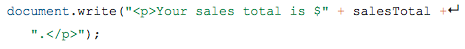 document.write("<p>Your sales total is $" + salesTotal +↵
".</p>");